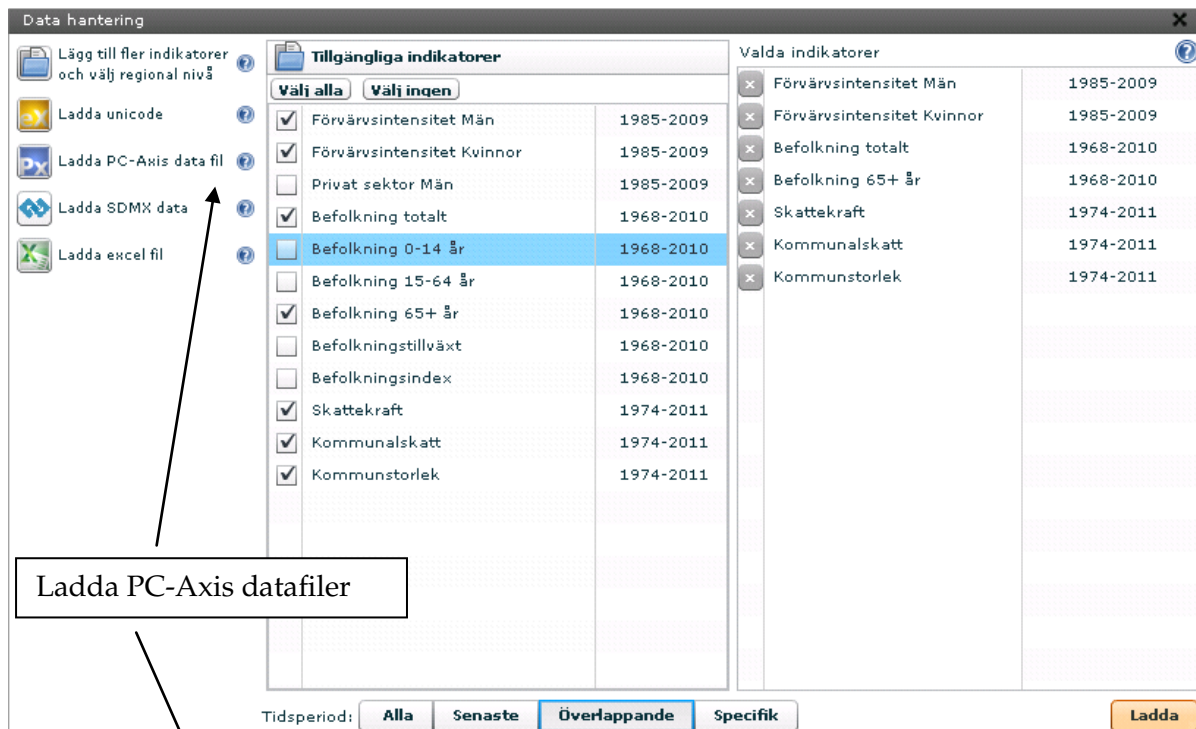 Data hantering
Lägg till fler indikatorer
och välj regional nivå
Ladda unicode
Ladda PC-Axis data fil
Ladda SDMX data
Ladda excel fil
Tillgängliga indikatorer
Välj alla Välj ingen
Förvärvsintensitet Män 1985-2009
Förvärvsintensitet Kvinnor 1985-2009
Privat sektor Män 1985-2009
Befolkning totalt 1968-2010
Befolkning 0-14 år 1968-2010
Befolkning 15-64 år 1968-2010
Befolkning 65+ år 1968-2010
Befolkningstillväxt 1968-2010
Befolkningsindex 1968-2010
Skattekraft 1974-2011
Kommunalskatt 1974-2011
Kommunstorlek 1974-2011
Valda indikatorer
Förvärvsintensitet Män 1985-2009
Förvärvsintensitet Kvinnor 1985-2009
Befolkning totalt 1968-2010
Befolkning 65+ år 1968-2010
Skattekraft 1974-2011
Kommunalskatt 1974-2011
Kommunstorlek 1974-2011
Ladda PC-Axis datafiler
Tidsperiod: Alla Senaste Överlappande Specifik Ladda